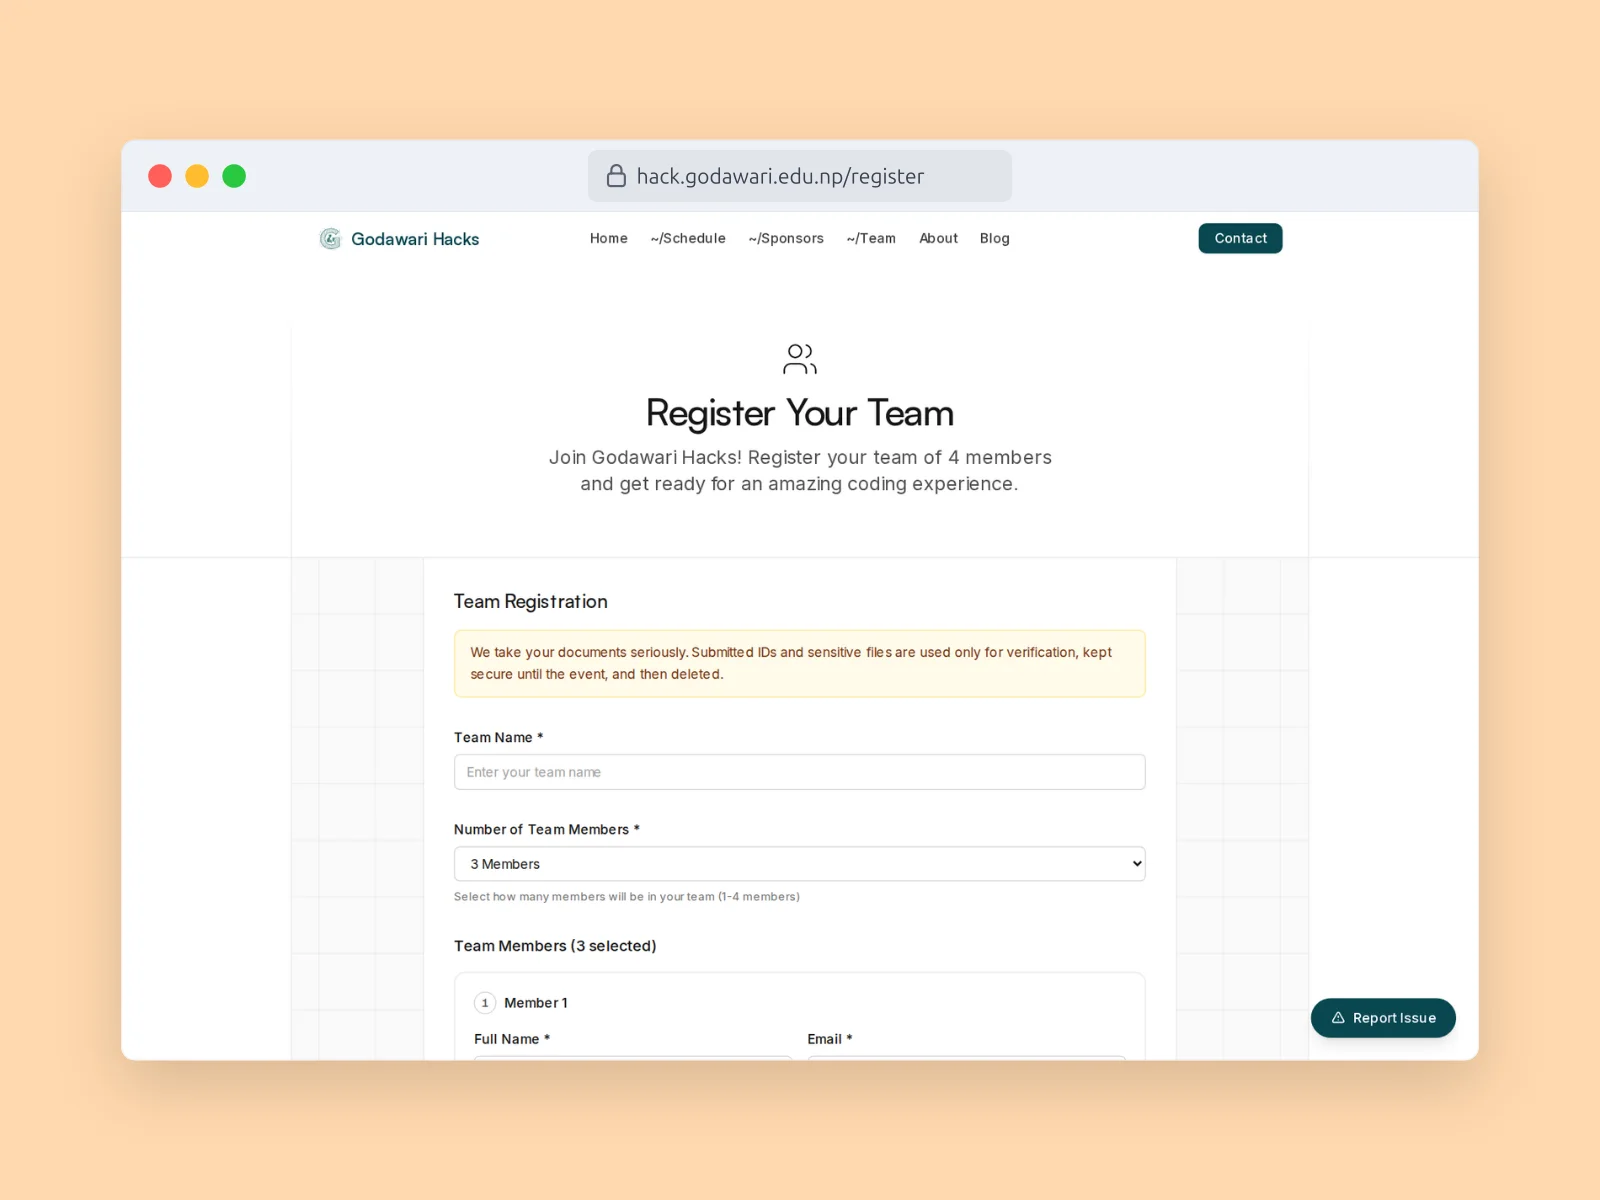 hack.godawari.edu.np/register
Godawari Hacks
Home
~/Schedule
~/Sponsors
~/Team
About
Blog
Contact
Register Your Team
Join Godawari Hacks! Register your team of 4 members
and get ready for an amazing coding experience.
Team Registration
We take your documents seriously. Submitted IDs and sensitive files are used only for verification, kept
secure until the event, and then deleted.
Team Name *
Enter your team name
Number of Team Members *
3 Members
Select how many members will be in your team (1-4 members)
Team Members (3 selected)
1 Member 1
Full Name *
Email *
Report Issue